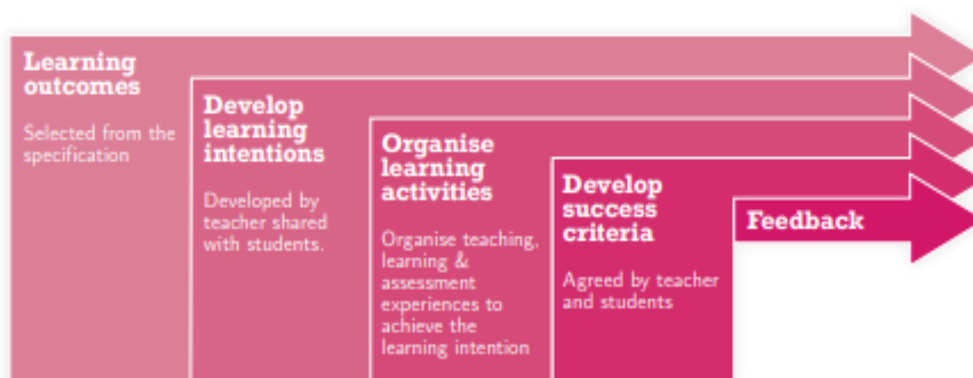 Learning
outcomes
Selected from the
specification
Develop
learning
intentions
Developed by
teacher shared
with students.
Organise
learning
activities
Organise teaching,
learning &
assessment
experiences to
achieve the
learning intention
Develop
success
criteria
Agreed by teacher
and students
Feedback